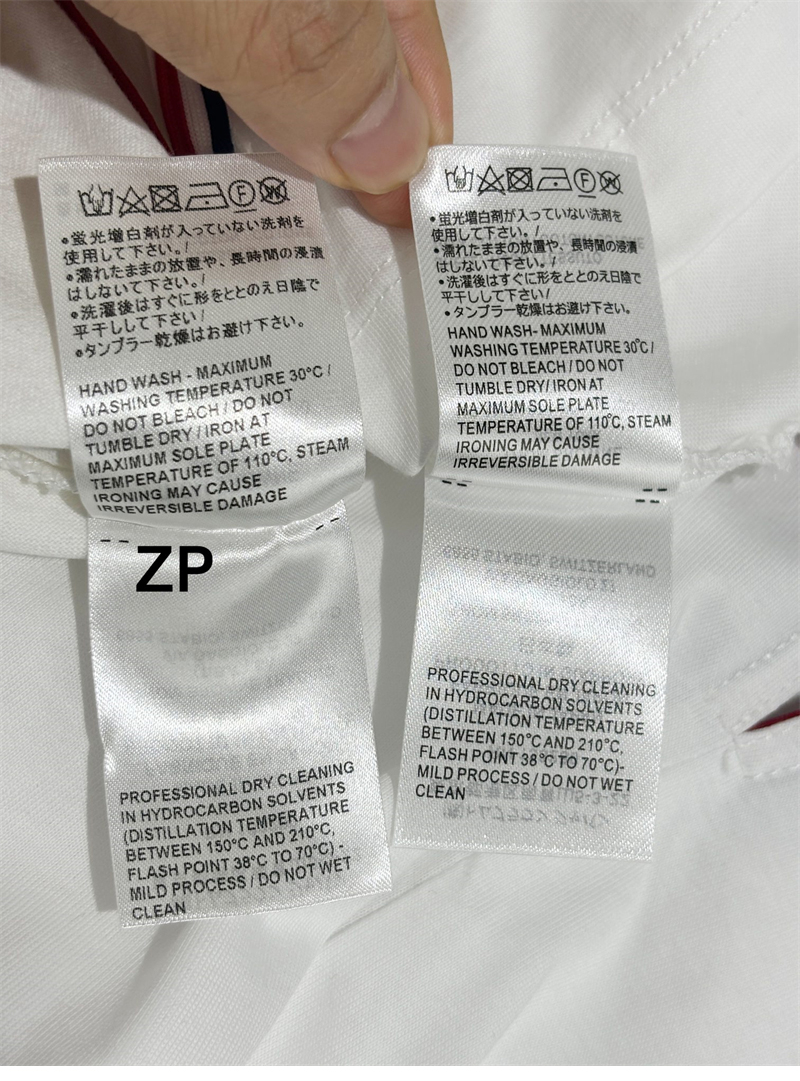 ・蛍光増白剤が入っていない洗剤を
使用して下さい。/
・濡れたままの放置や、長時間の浸漬
はしないて下さい。/
・洗濯後はすぐに形をととのえ日陰で
平干しして下さい/
・タンブラー乾燥はお避け下さい。
HAND WASH - MAXIMUM
WASHING TEMPERATURE 30°C /
DO NOT BLEACH / DO NOT
TUMBLE DRY / IRON AT
MAXIMUM SOLE PLATE
TEMPERATURE OF 110°C, STEAM
IRONING MAY CAUSE
IRREVERSIBLE DAMAGE
ZP
PROFESSIONAL DRY CLEANING
IN HYDROCARBON SOLVENTS
(DISTILLATION TEMPERATURE
BETWEEN 150°C AND 210°C,
FLASH POINT 38°C TO 70°C) -
MILD PROCESS / DO NOT WET
CLEAN
・蛍光増白剤が入っていない洗剤を
使用して下さい。/
・濡れたままの放置や、長時間の浸漬
はしないて下さい。/
・洗濯後はすぐに形をととのえ日陰で
平干しして下さい/
・タンブラー乾燥はお避け下さい。
HAND WASH- MAXIMUM
WASHING TEMPERATURE 30°C /
DO NOT BLEACH / DO NOT
TUMBLE DRY/ IRON AT
MAXIMUM SOLE PLATE
TEMPERATURE OF 110°C, STEAM
IRONING MAY CAUSE
IRREVERSIBLE DAMAGE
PROFESSIONAL DRY CLEANING
IN HYDROCARBON SOLVENTS
(DISTILLATION TEMPERATURE
BETWEEN 150°C AND 210°C,
FLASH POINT 38°C TO 70°C)-
MILD PROCESS / DO NOT WET
CLEAN